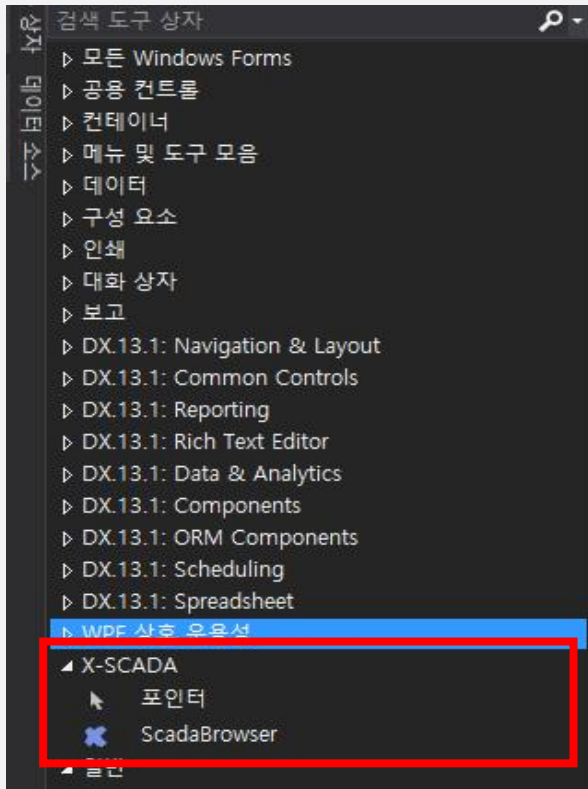 상자
데이터 소스
검색 도구 상자
모든 Windows Forms
공용 컨트롤
컨테이너
메뉴 및 도구 모음
데이터
구성 요소
인쇄
대화 상자
보고
DX.13.1: Navigation & Layout
DX.13.1: Common Controls
DX.13.1: Reporting
DX.13.1: Rich Text Editor
DX.13.1: Data & Analytics
DX.13.1: Components
DX.13.1: ORM Components
DX.13.1: Scheduling
DX.13.1: Spreadsheet
WPF 상호 운용성
X-SCADA
포인터
ScadaBrowser
일반